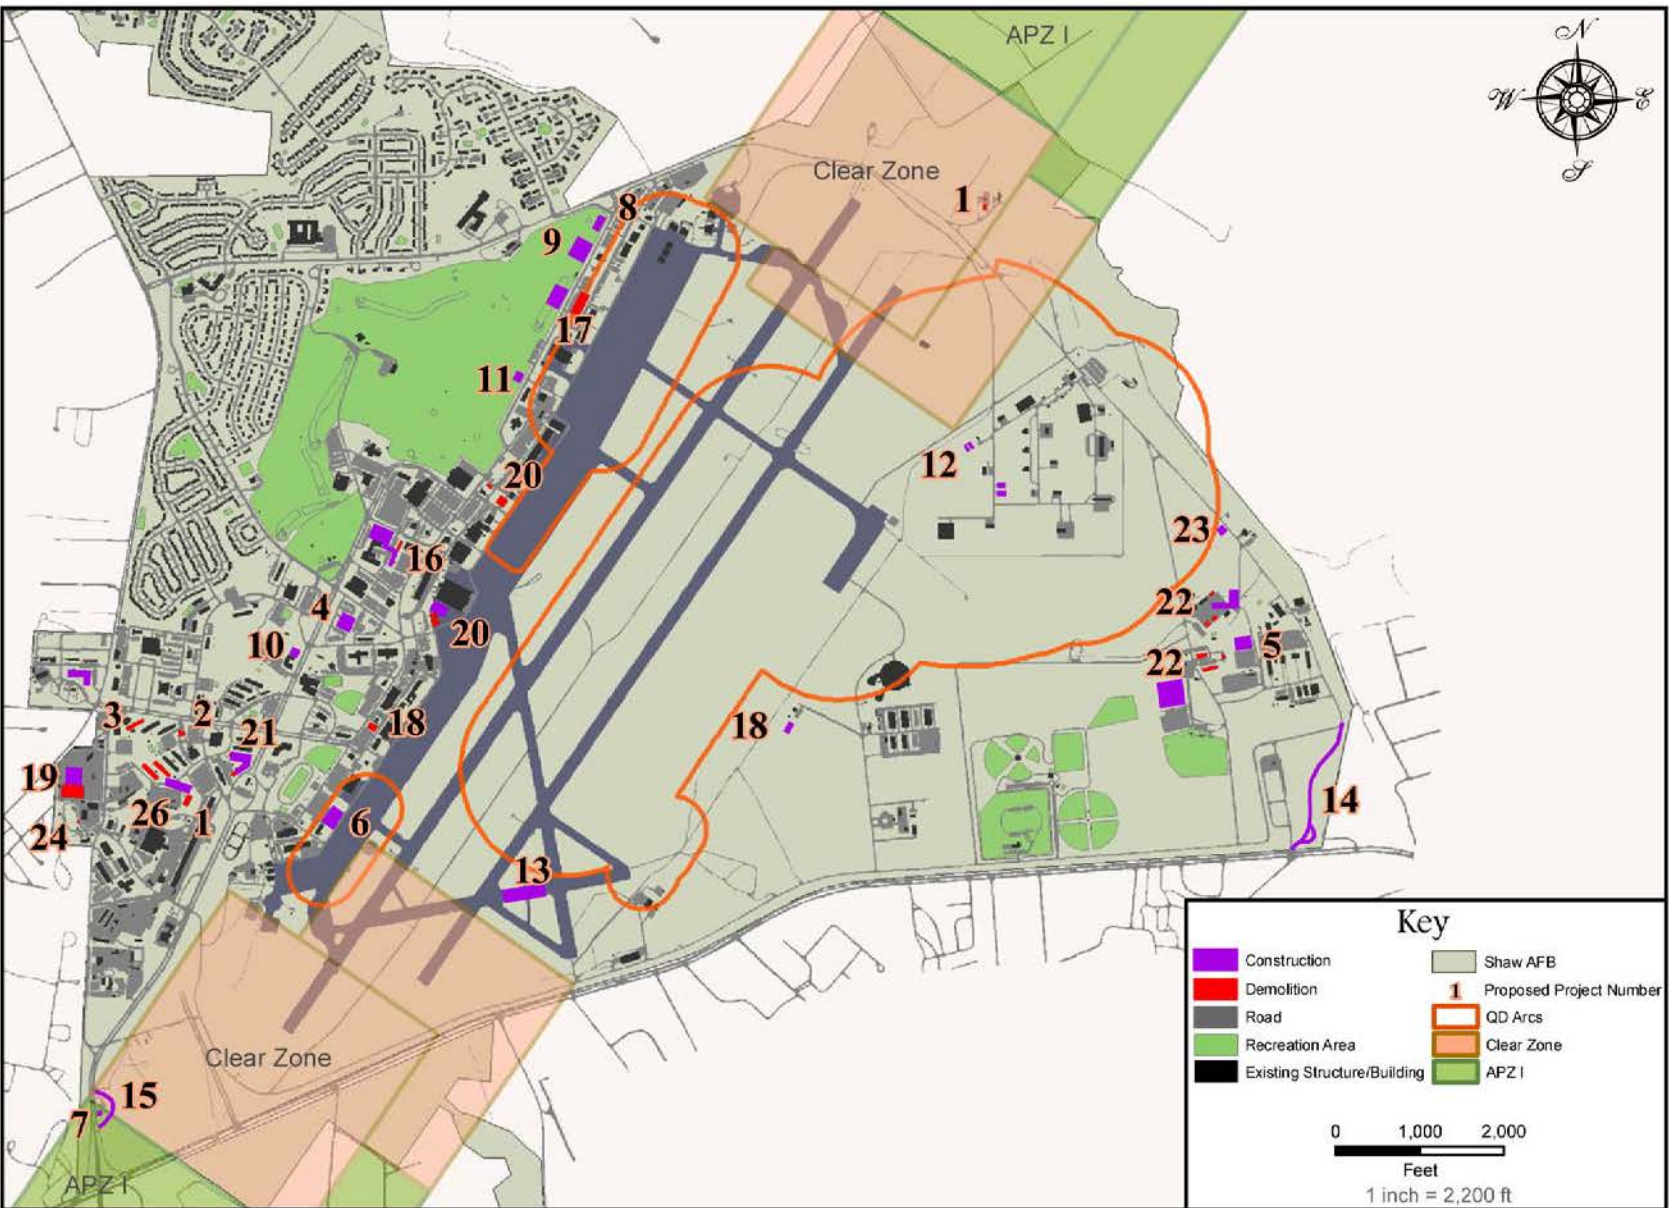 APZ I
N
W E
S
Clear Zone
1
8
9
17
11
20
12
16
23
4
22
20
10
5
22
3
2
21
18
18
19
14
26
1
6
24
13
Clear Zone
15
7
APZ I
Key
Construction
Shaw AFB
Demolition
1 Proposed Project Number
Road
QD Arcs
Recreation Area
Clear Zone
Existing Structure/Building
APZ I
0 1,000 2,000
Feet
1 inch = 2,200 ft